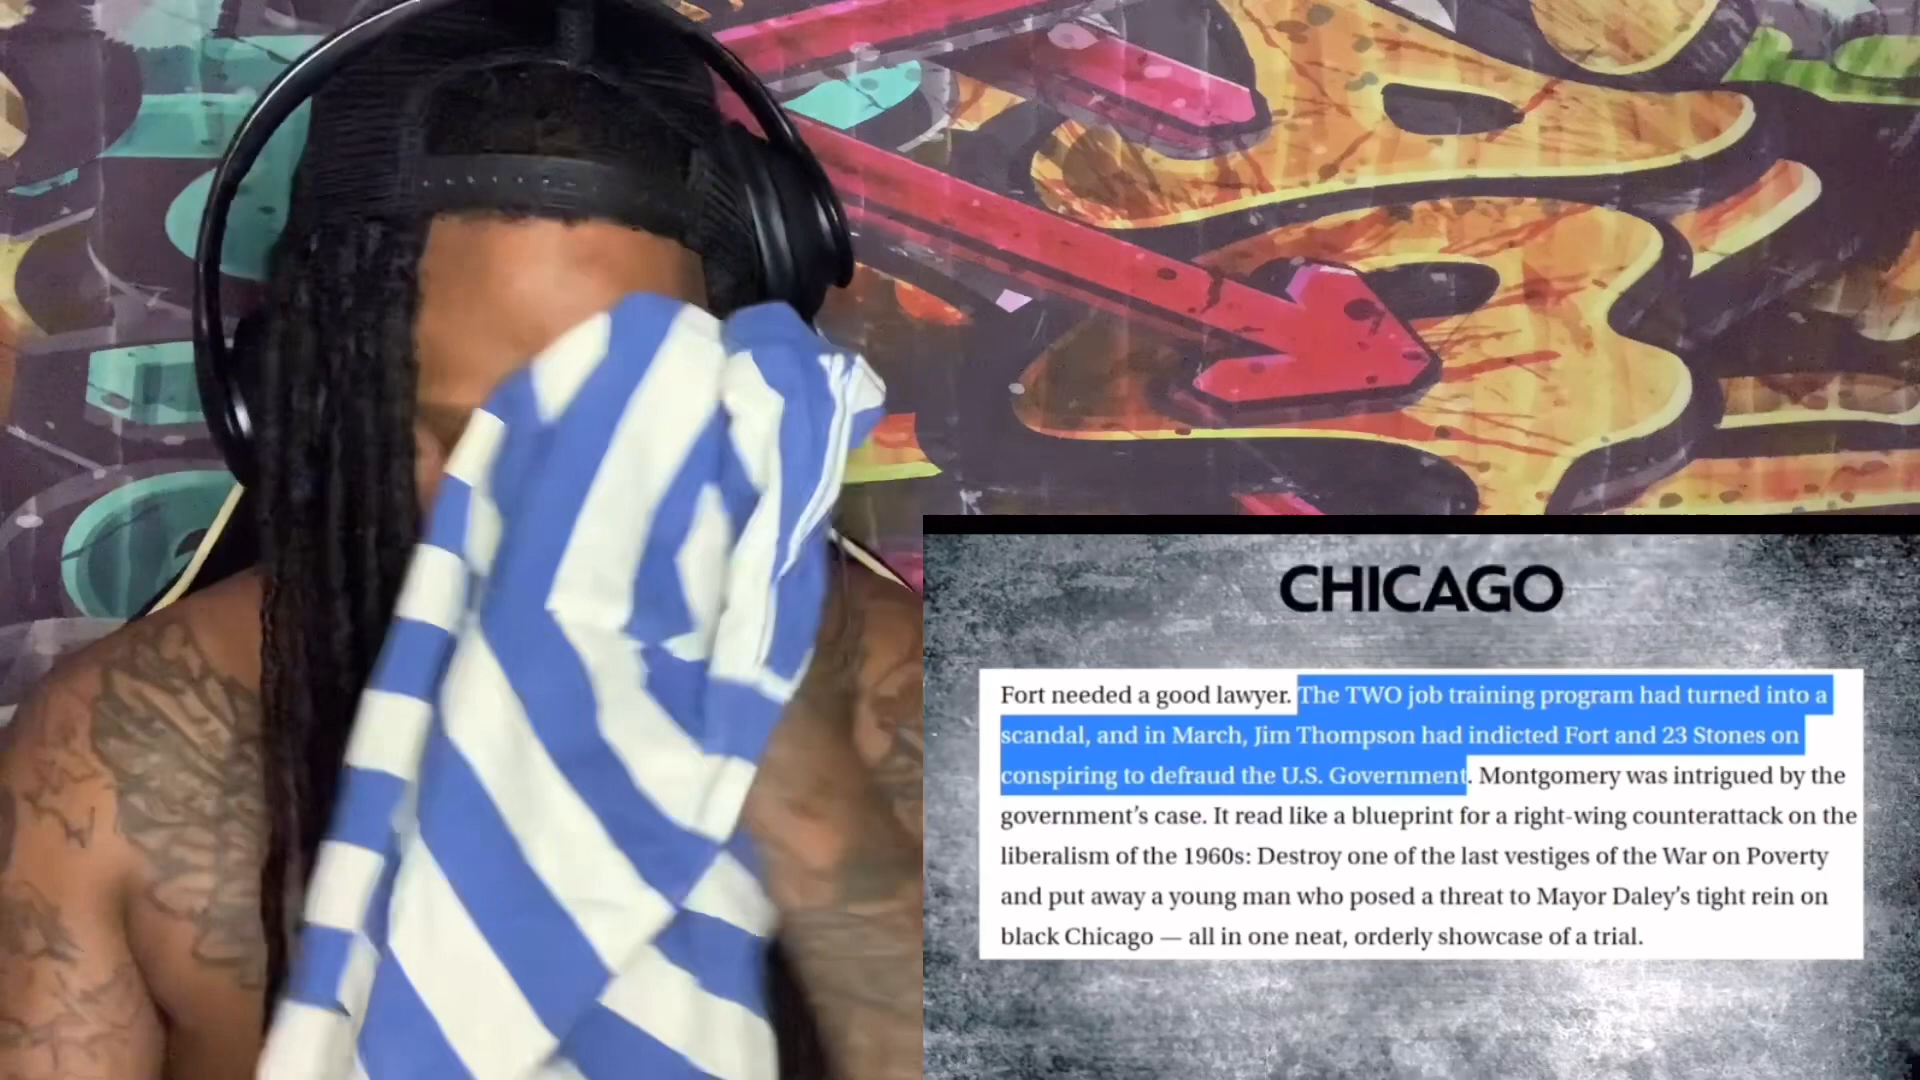 CHICAGO
Fort needed a good lawyer. The TWO job training program had turned into a
scandal, and in March, Jim Thompson had indicted Fort and 23 Stones on
conspiring to defraud the U.S. Government. Montgomery was intrigued by the
government’s case. It read like a blueprint for a right-wing counterattack on the
liberalism of the 1960s: Destroy one of the last vestiges of the War on Poverty
and put away a young man who posed a threat to Mayor Daley’s tight rein on
black Chicago — all in one neat, orderly showcase of a trial.